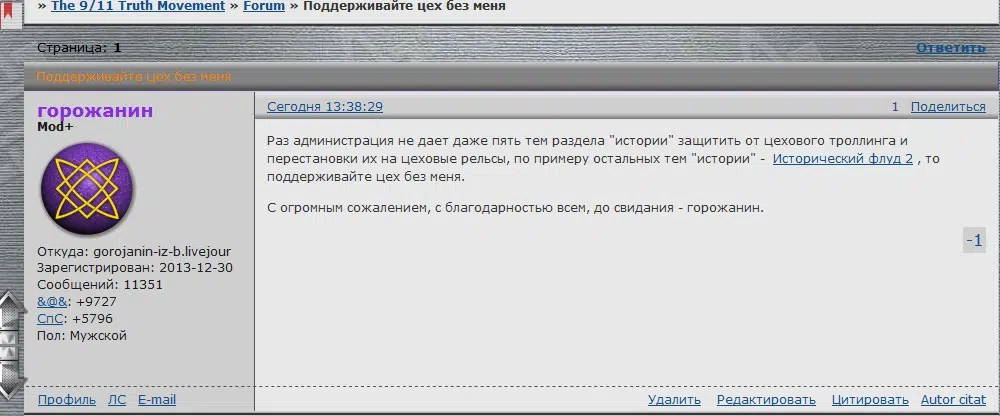 » The 9/11 Truth Movement » Forum » Поддерживайте цех без меня
Страница: 1
Ответить
Поддерживайте цех без меня
горожанин
Mod+
Откуда: gorojanin-iz-b.livejour
Зарегистрирован: 2013-12-30
Сообщений: 11351
&@&: +9727
СпС: +5796
Пол: Мужской
Сегодня 13:38:29
1 Поделиться
Раз администрация не дает даже пять тем раздела "истории" защитить от цехового троллинга и
перестановки их на цеховые рельсы, по примеру остальных тем "истории" - Исторический флуд 2 , то
поддерживайте цех без меня.
С огромным сожалением, с благодарностью всем, до свидания - горожанин.
-1
Профиль ЛС E-mail
Удалить Редактировать Цитировать Autor citat